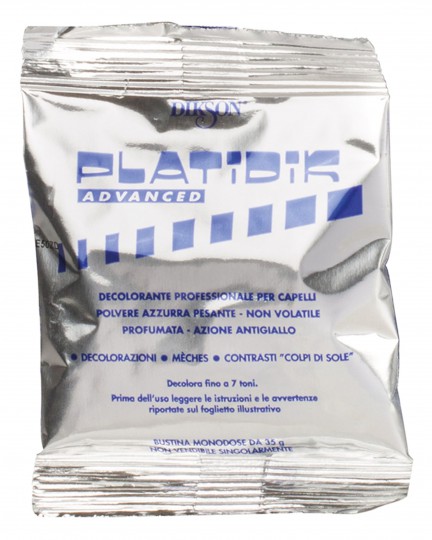 DIKSON
PLATIDIK
ADVANCED
DECOLORANTE PROFESSIONALE PER CAPELLI
POLVERE AZZURRA PESANTE - NON VOLATILE
PROFUMATA - AZIONE ANTIGIALLO
• DECOLORAZIONI • MÈCHES • CONTRASTI "COLPI DI SOLE"
Decolora fino a 7 toni.
Prima dell'uso leggere le istruzioni e le avvertenze
riportate sul foglietto illustrativo
BUSTINA MONODOSE DA 35 g
NON VENDIBILE SINGOLARMENTE